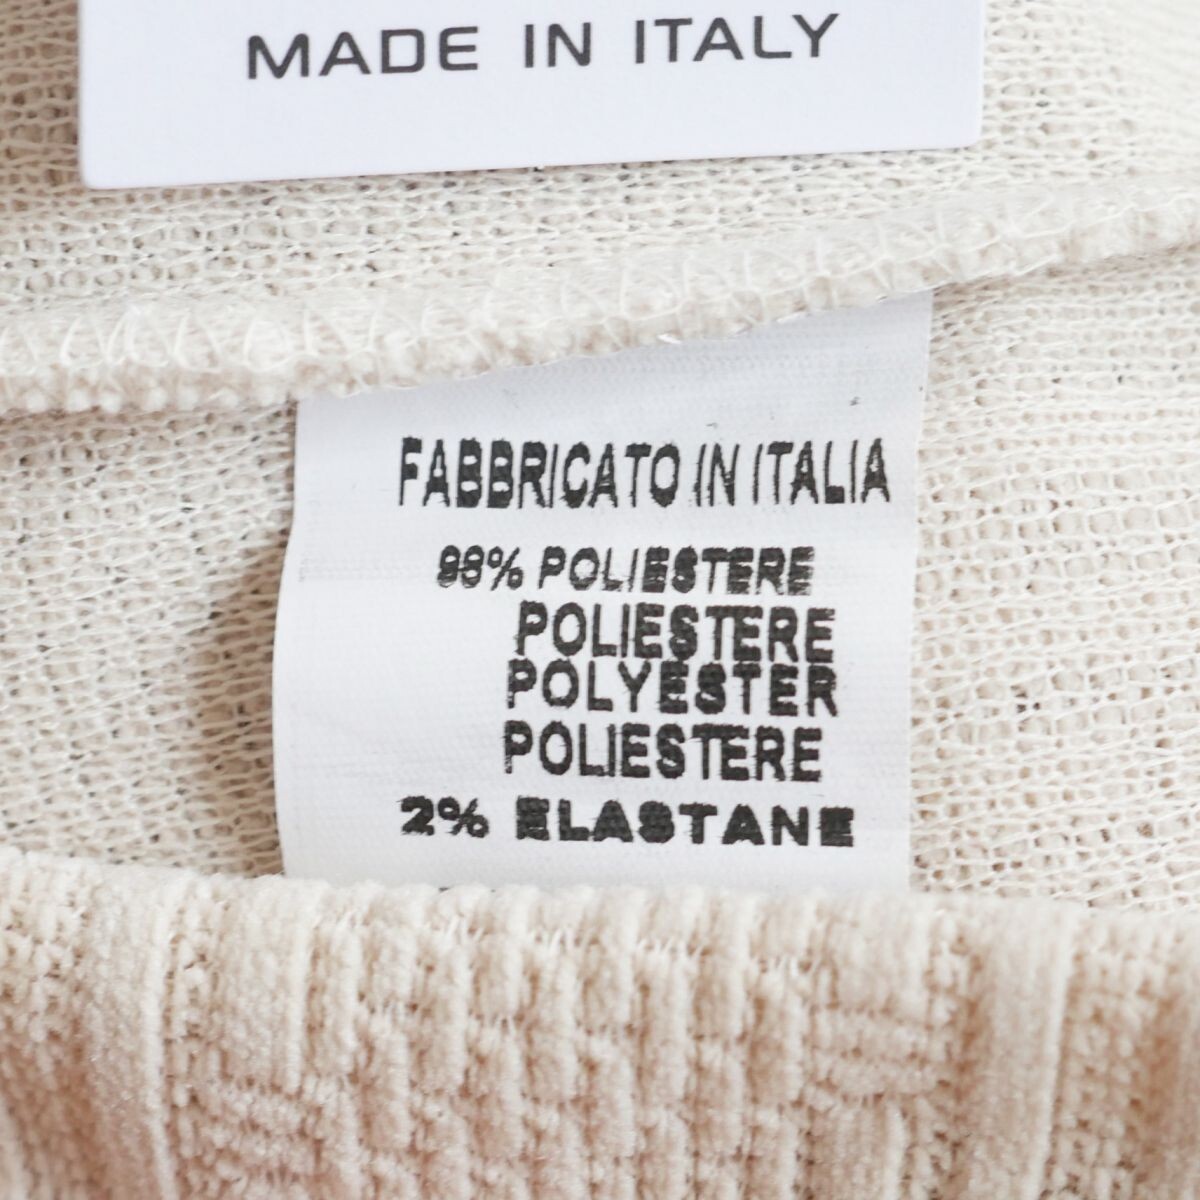 MADE IN ITALY
FABBRICATO IN ITALIA
98% POLIESTERE
POLIESTERE
POLYESTER
POLIESTERE
2% ELASTANE